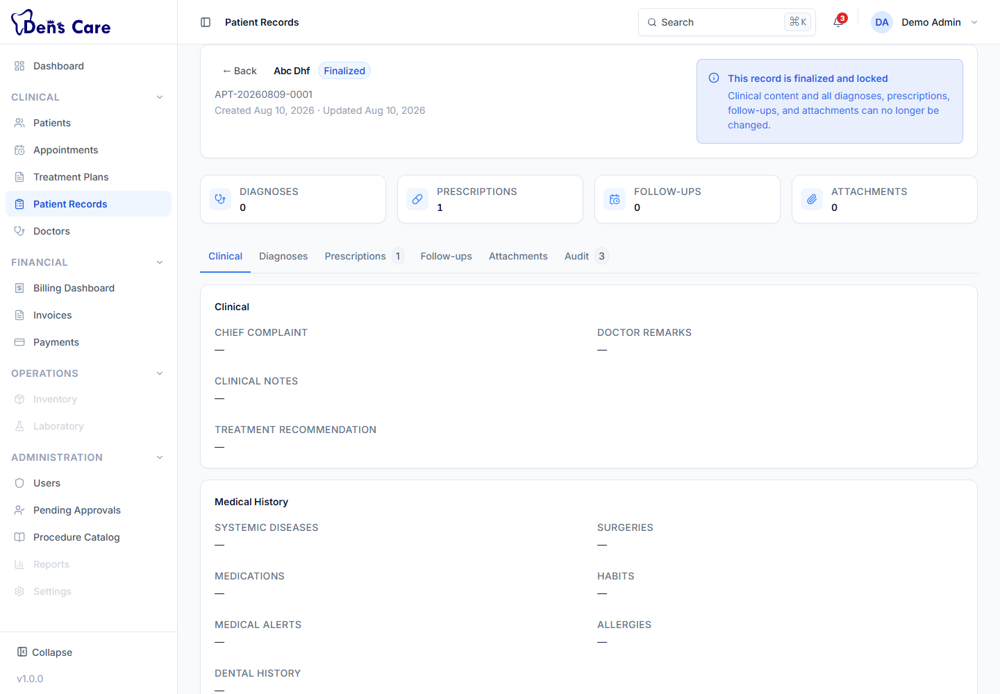 Dens Care
Dashboard
CLINICAL
Patients
Appointments
Treatment Plans
Patient Records
Doctors
FINANCIAL
Billing Dashboard
Invoices
Payments
OPERATIONS
Inventory
Laboratory
ADMINISTRATION
Users
Pending Approvals
Procedure Catalog
Reports
Settings
Collapse
v1.0.0
Patient Records
Search
⌘K
3
DA
Demo Admin
← Back
Abc Dhf
Finalized
APT-20260809-0001
Created Aug 10, 2026 · Updated Aug 10, 2026
This record is finalized and locked
Clinical content and all diagnoses, prescriptions,
follow-ups, and attachments can no longer be
changed.
DIAGNOSES
0
PRESCRIPTIONS
1
FOLLOW-UPS
0
ATTACHMENTS
0
Clinical
Diagnoses
Prescriptions 1
Follow-ups
Attachments
Audit 3
Clinical
CHIEF COMPLAINT
—
DOCTOR REMARKS
—
CLINICAL NOTES
—
TREATMENT RECOMMENDATION
—
Medical History
SYSTEMIC DISEASES
—
SURGERIES
—
MEDICATIONS
—
HABITS
—
MEDICAL ALERTS
—
ALLERGIES
—
DENTAL HISTORY
—